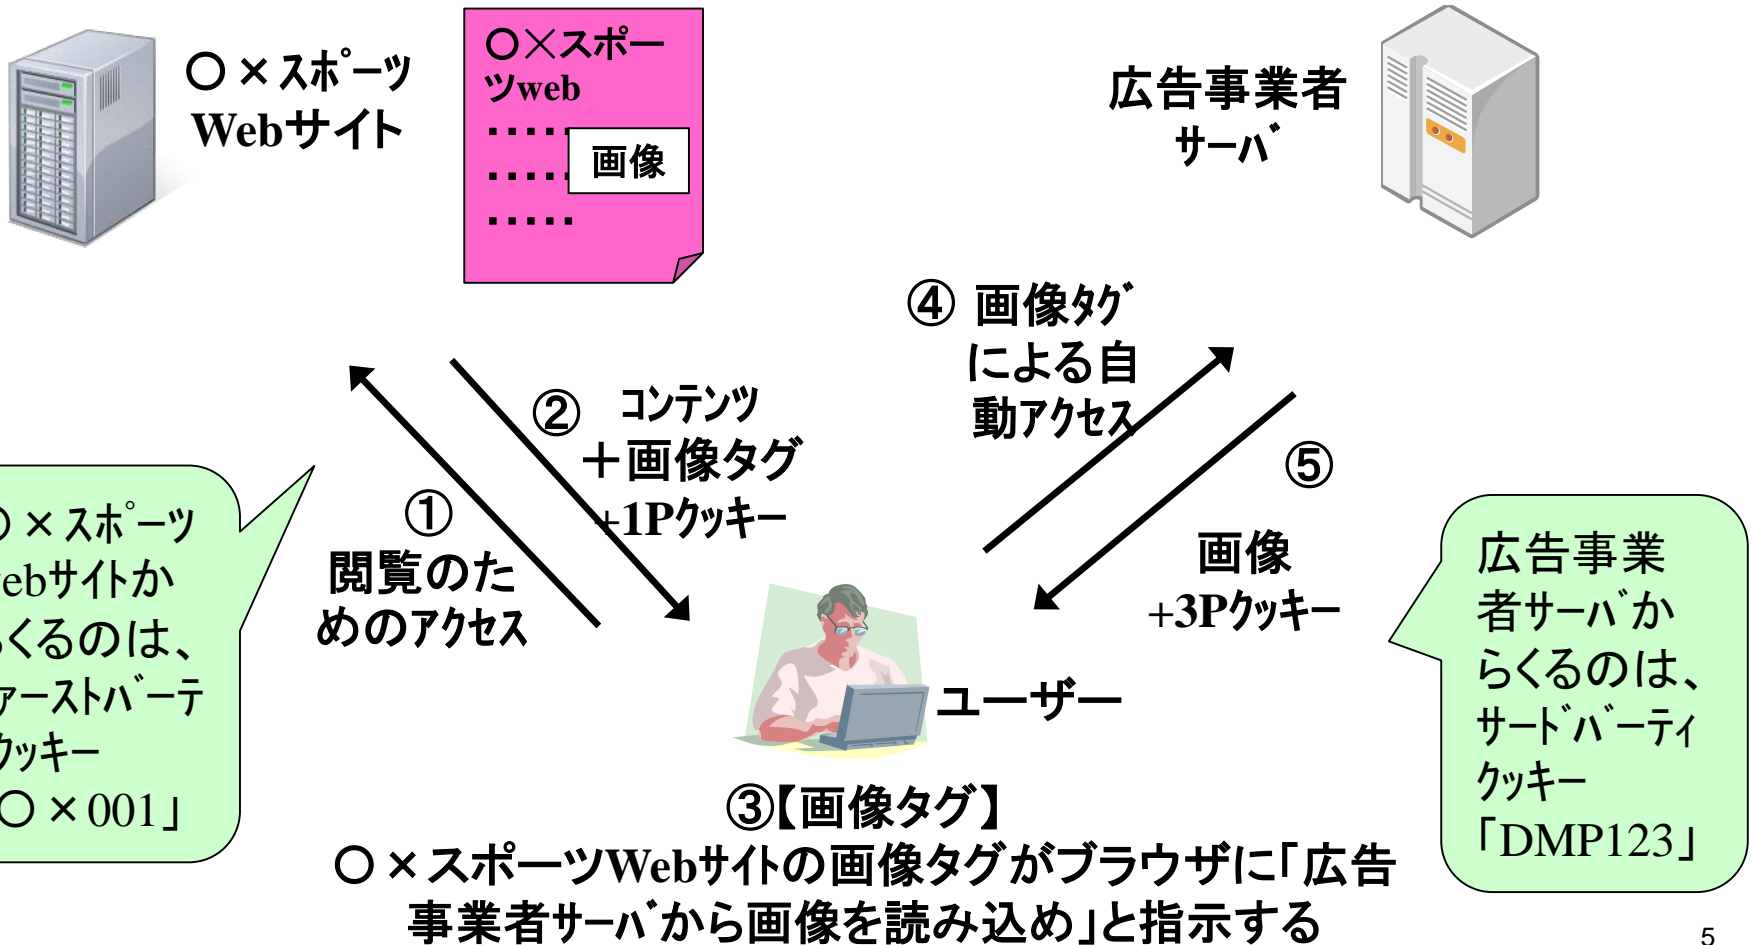 〇×スポーツ
Webサイト
〇×スポー
ツweb
・・・・・
・・・・・
・・・・・
画像
広告事業者
サーバ
④ 画像タグ
による自
動アクセス
② コンテンツ
＋画像タグ
+1Pクッキー
①
閲覧のた
めのアクセス
⑤
画像
+3Pクッキー
〇×スポーツ
webサイトか
らくるのは、
ファーストパーテ
クッキー
〇×001」
広告事業
者サーバか
らくるのは、
サードパーティ
クッキー
「DMP123」
ユーザー
③【画像タグ】
〇×スポーツWebサイトの画像タグがブラウザに「広告
事業者サーバから画像を読み込め」と指示する
5